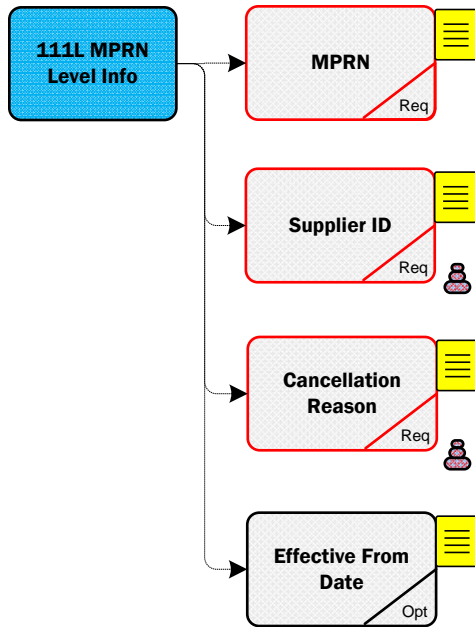 111L MPRN
Level Info
MPRN
Req
Supplier ID
Req
Cancellation
Reason
Req
Effective From
Date
Opt